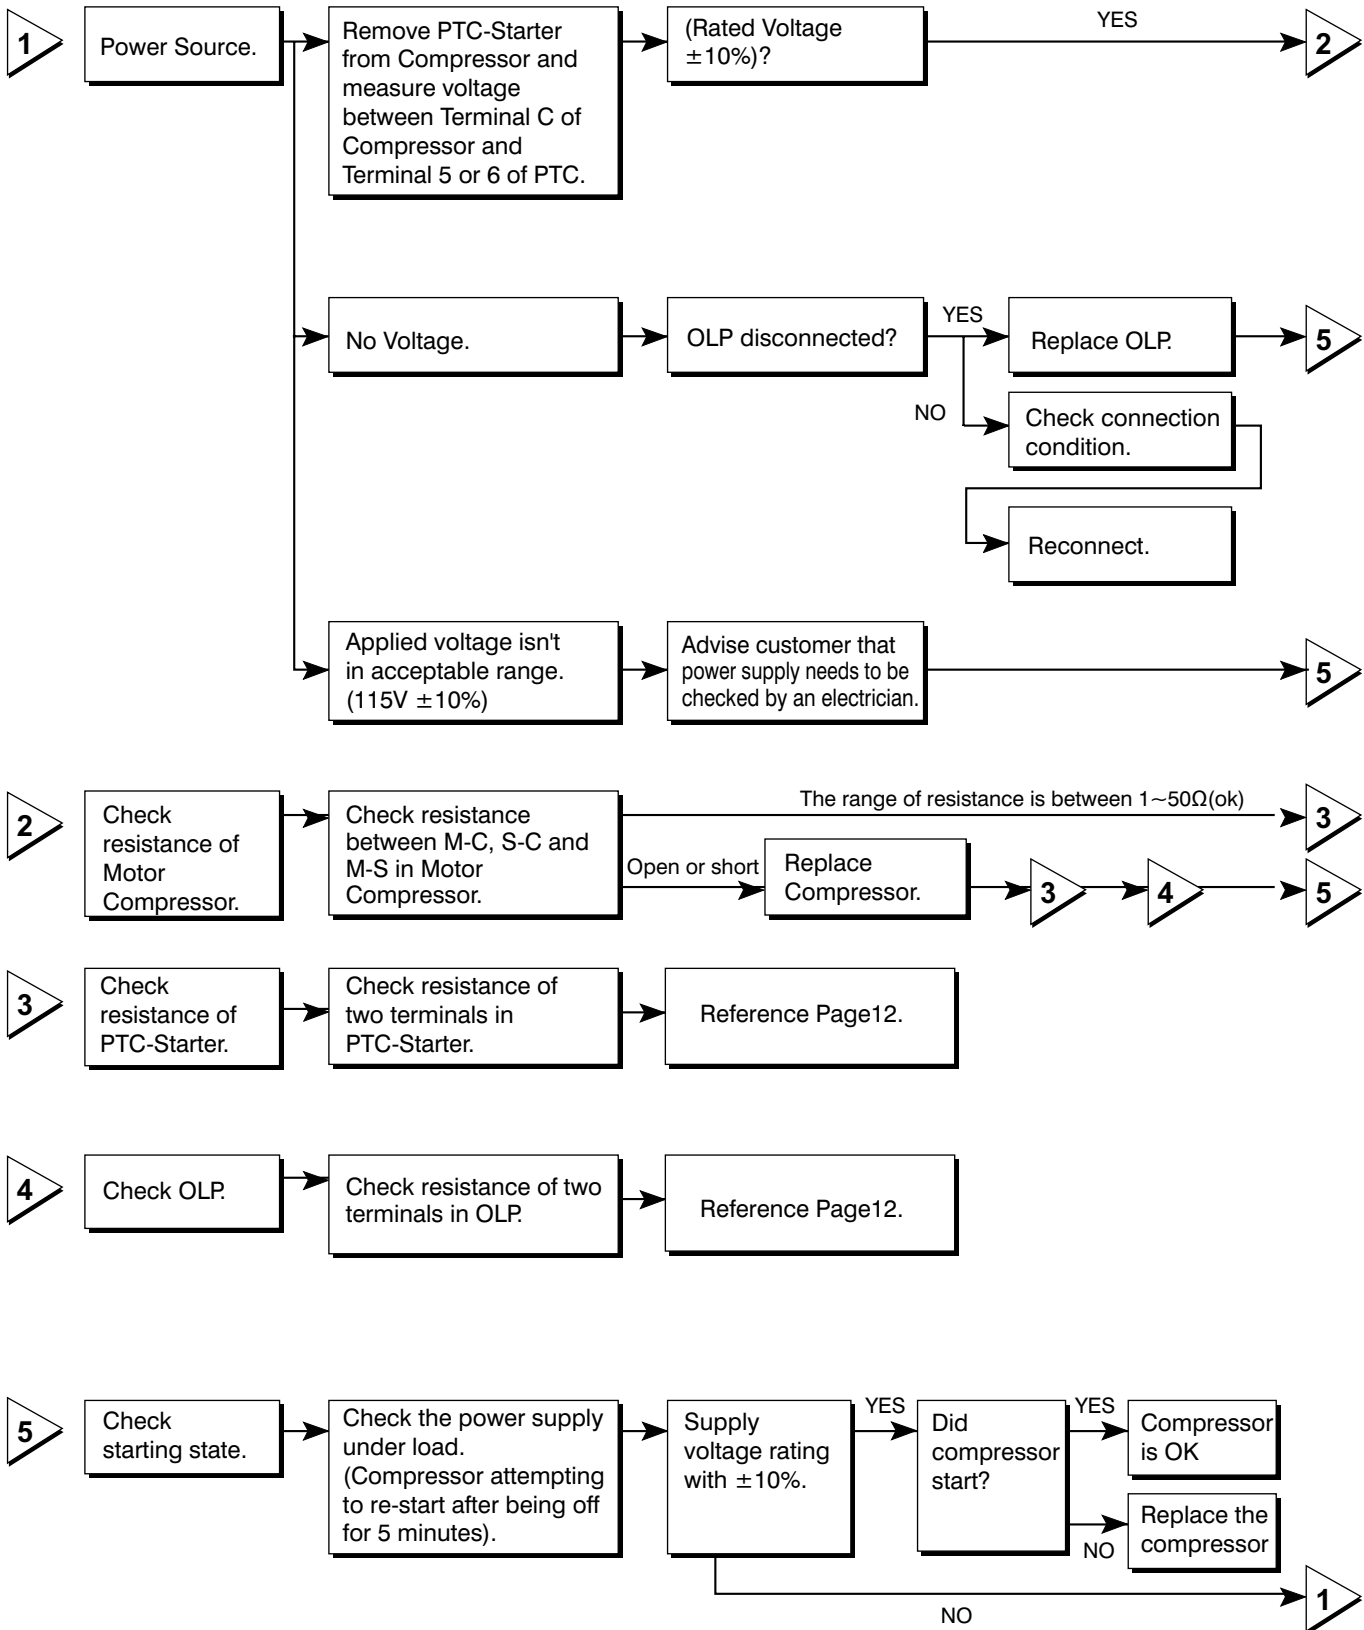 1
Power Source.
Remove PTC-Starter
from Compressor and
measure voltage
between Terminal C of
Compressor and
Terminal 5 or 6 of PTC.
(Rated Voltage
±10%)?
YES
2
No Voltage.
OLP disconnected?
YES
Replace OLP.
5
NO
Check connection
condition.
Reconnect.
Applied voltage isn't
in acceptable range.
(115V ±10%)
Advise customer that
power supply needs to be
checked by an electrician.
5
2
Check
resistance of
Motor
Compressor.
Check resistance
between M-C, S-C and
M-S in Motor
Compressor.
The range of resistance is between 1~50Ω(ok)
3
Open or short
Replace
Compressor.
3
4
5
3
Check
resistance of
PTC-Starter.
Check resistance of
two terminals in
PTC-Starter.
Reference Page12.
4
Check OLP.
Check resistance of two
terminals in OLP.
Reference Page12.
5
Check
starting state.
Check the power supply
under load.
(Compressor attempting
to re-start after being off
for 5 minutes).
Supply
voltage rating
with ±10%.
YES
Did
compressor
start?
YES
Compressor
is OK
NO
Replace the
compressor
NO
1